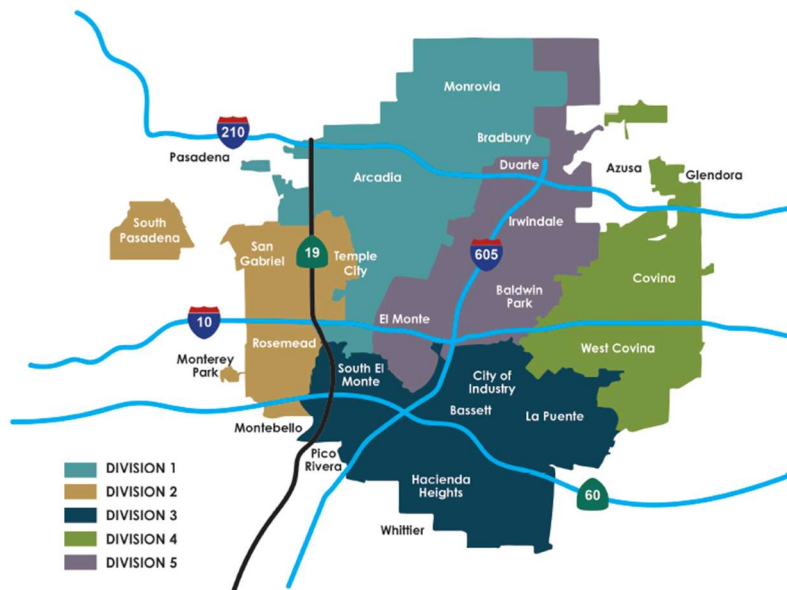 Monrovia
210
Bradbury
Pasadena
Duarte
Azusa
Glendora
Arcadia
South
Pasadena
Irwindale
San
Gabriel
19
Temple
City
605
Covina
Baldwin
Park
10
El Monte
Rosemead
West Covina
Monterey
Park
South El
Monte
City of
Industry
Bassett
La Puente
Montebello
Pico
Rivera
Hacienda
Heights
60
Whittier
DIVISION 1
DIVISION 2
DIVISION 3
DIVISION 4
DIVISION 5